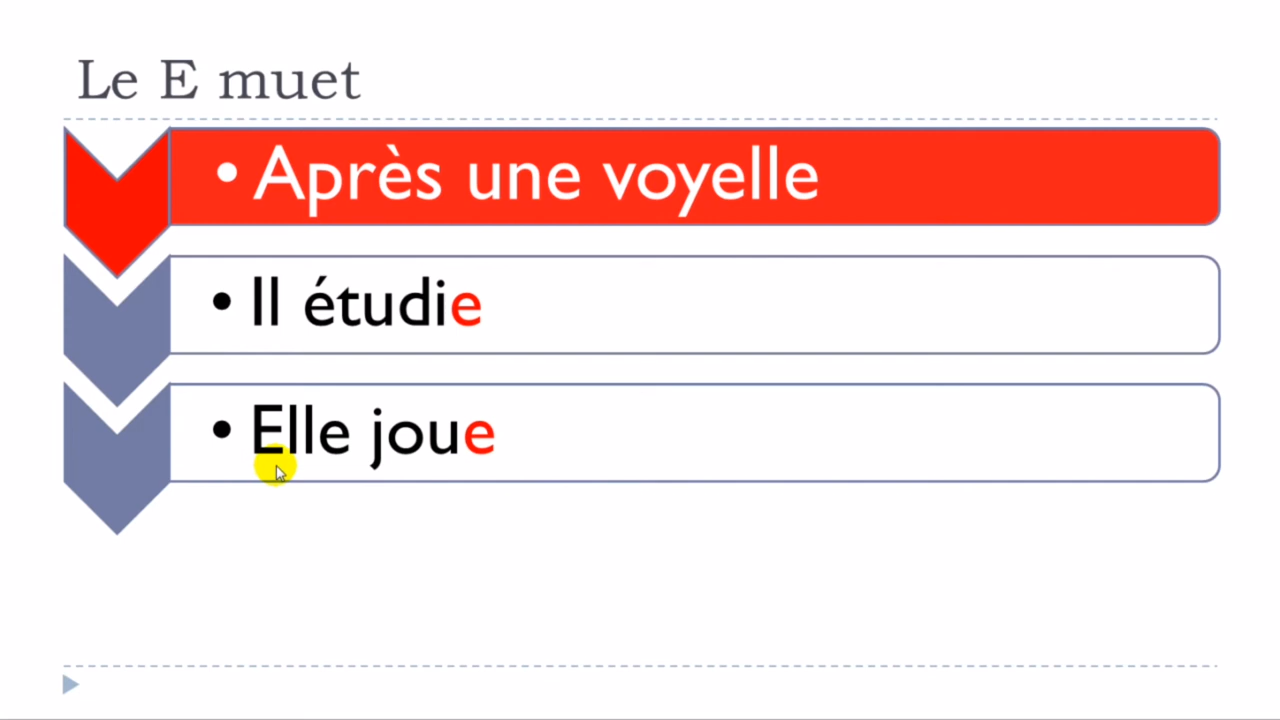 Le E muet
• Après une voyelle
• Il étudie
• Elle joue